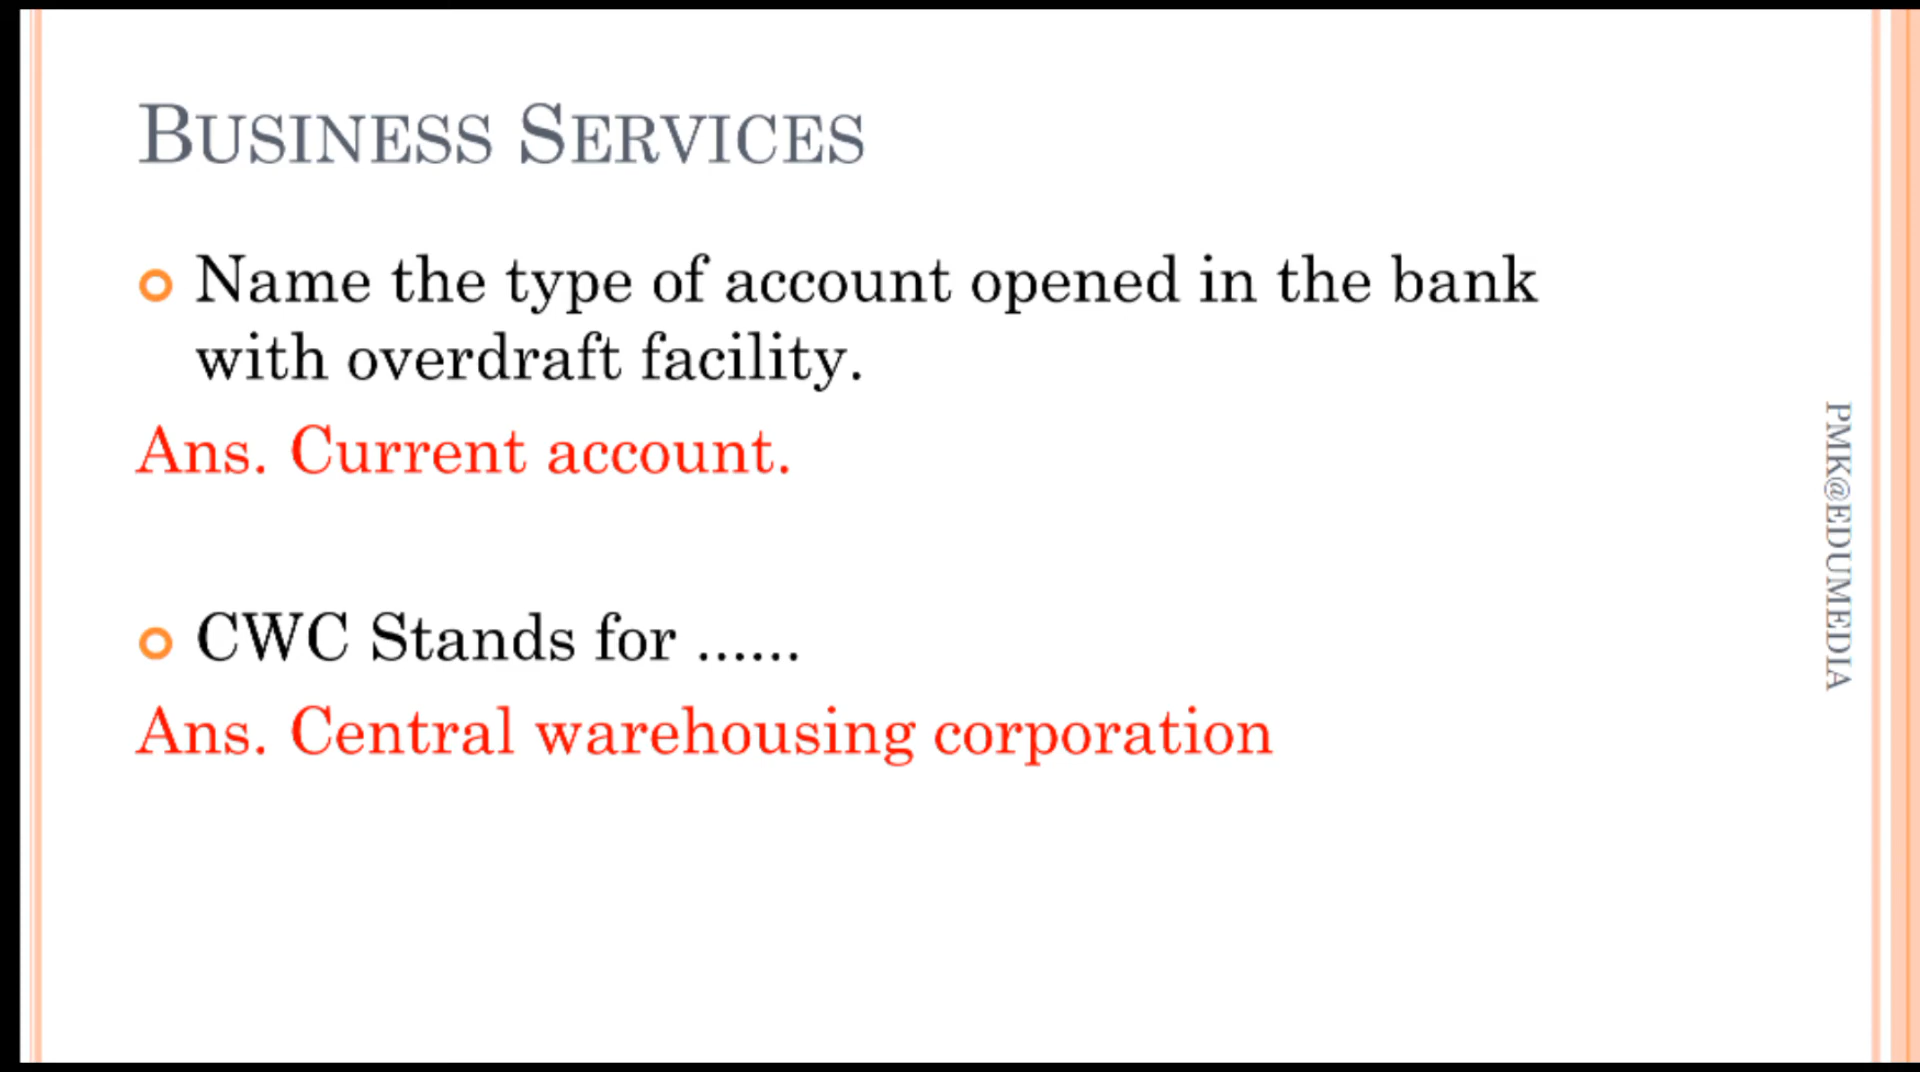 BUSINESS SERVICES
Name the type of account opened in the bank
with overdraft facility.
Ans. Current account.
CWC Stands for ......
Ans. Central warehousing corporation
PMK@EDUMEDIA